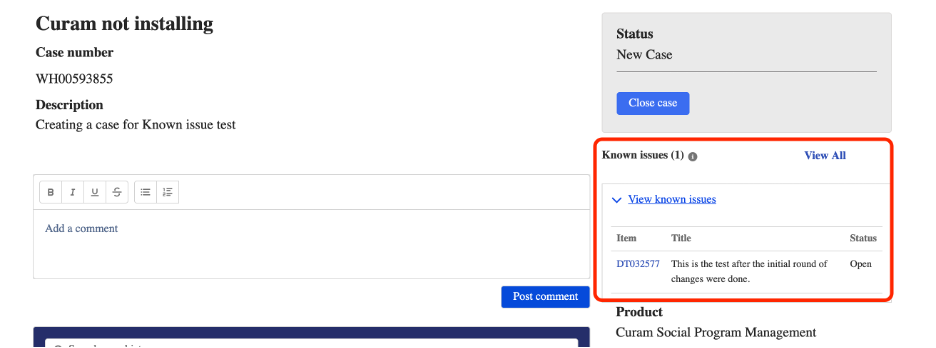 Curam not installing
Case number
WH00593855
Description
Creating a case for Known issue test
B I U S
Add a comment
Post comment
Status
New Case
Close case
Known issues (1)
View All
View known issues
Item Title Status
DT032577 This is the test after the initial round of Open
changes were done.
Product
Curam Social Program Management